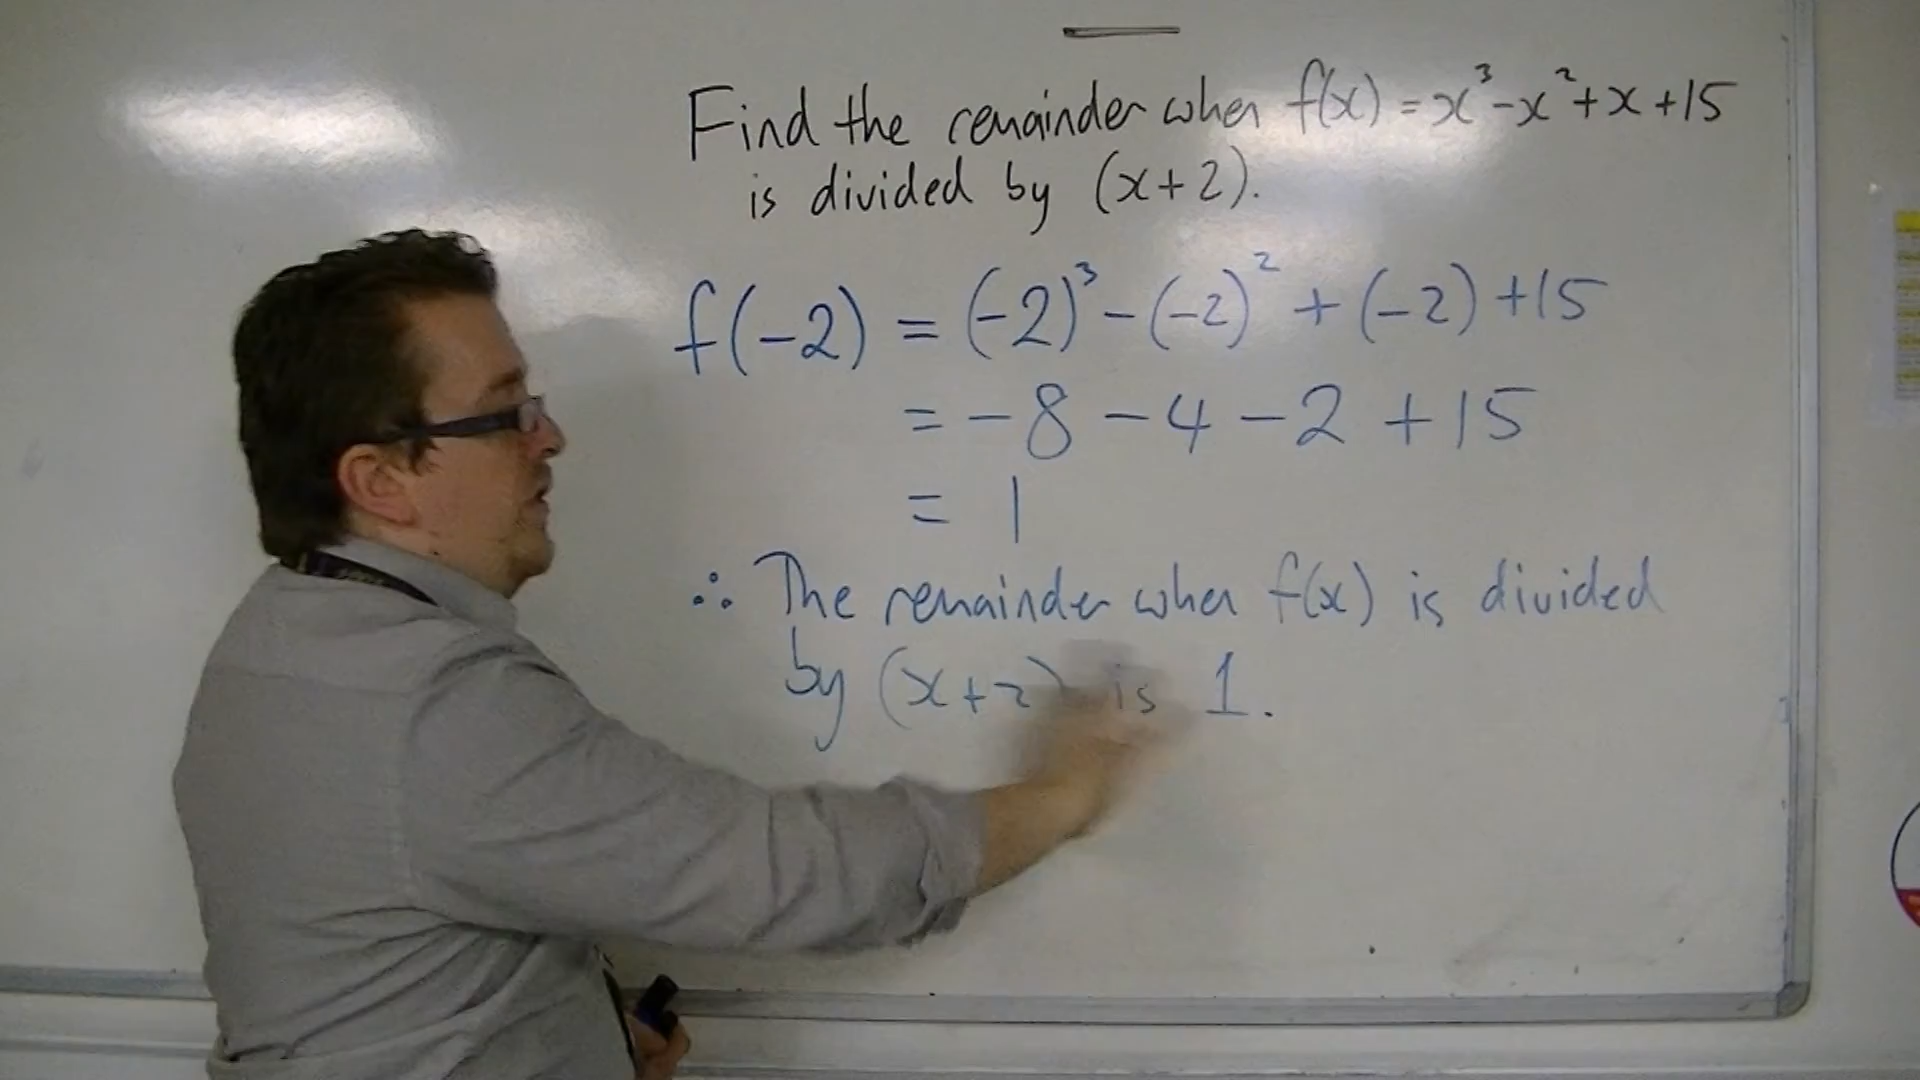 Find the remainder when f(x) = x³ - x² + x + 15
is divided by (x+2).
f(-2) = (-2)³ - (-2)² + (-2) + 15
= -8 - 4 - 2 + 15
= 1
∴ The remainder when f(x) is divided
by (x+2) is 1.